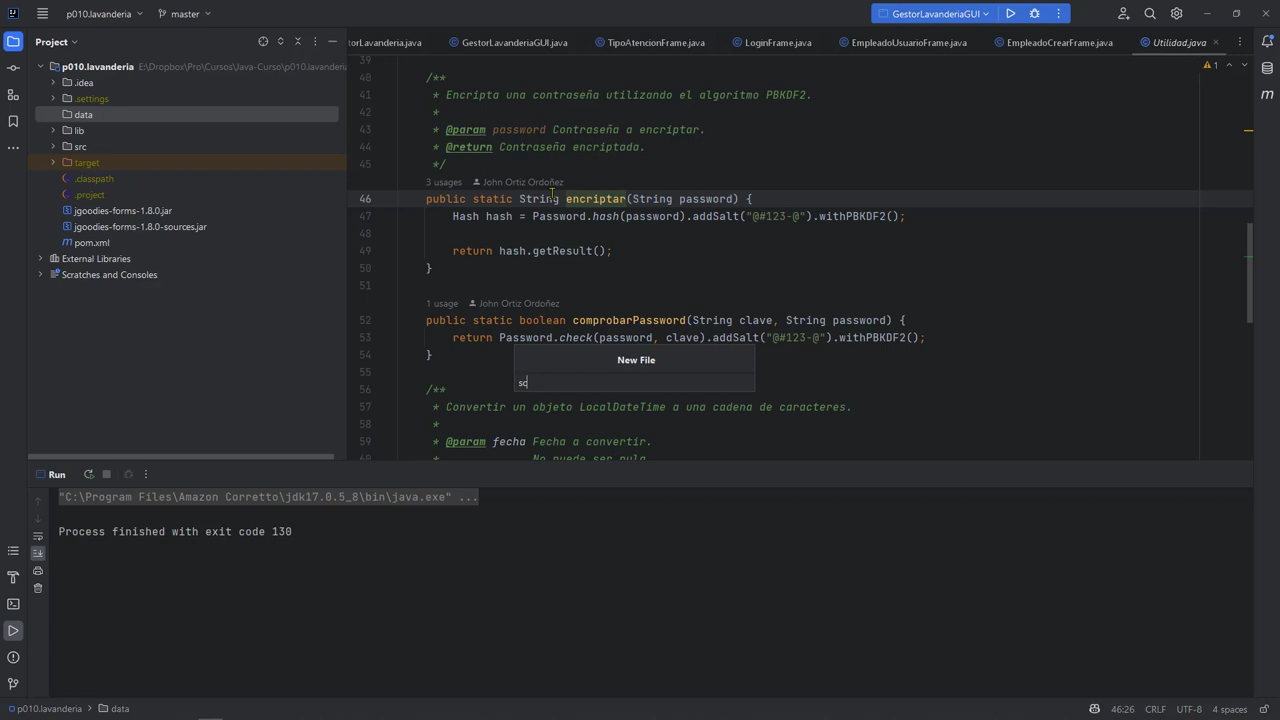 p010.lavanderia
master
GestorLavanderiaGUI
Project
torLavanderia.java
GestorLavanderiaGUI.java
TipoAtencionFrame.java
LoginFrame.java
EmpleadoUsuarioFrame.java
EmpleadoCrearFrame.java
Utilidad.java
p010.lavanderia E:\Dropbox\Pro\Cursos\Java-Curso\p010.lavanderia
.idea
.settings
data
lib
src
target
.classpath
.project
jgoodies-forms-1.8.0.jar
jgoodies-forms-1.8.0-sources.jar
pom.xml
External Libraries
Scratches and Consoles
1
39
40 /**
41 * Encripta una contraseña utilizando el algoritmo PBKDF2.
42 *
43 * @param password Contraseña a encriptar.
44 * @return Contraseña encriptada.
45 */
3 usages John Ortiz Ordoñez
46 public static String encriptar(String password) {
47 Hash hash = Password.hash(password).addSalt("@#123-@").withPBKDF2();
48
49 return hash.getResult();
50 }
51
1 usage John Ortiz Ordoñez
52 public static boolean comprobarPassword(String clave, String password) {
53 return Password.check(password, clave).addSalt("@#123-@").withPBKDF2();
54 }
55
56 /**
57 * Convertir un objeto LocalDateTime a una cadena de caracteres.
58 *
59 * @param fecha Fecha a convertir.
60 * No puede ser nula.
New File
sc
Run
"C:\Program Files\Amazon Corretto\jdk17.0.5_8\bin\java.exe" ...
Process finished with exit code 130
p010.lavanderia
data
46:26
CRLF
UTF-8
4 spaces